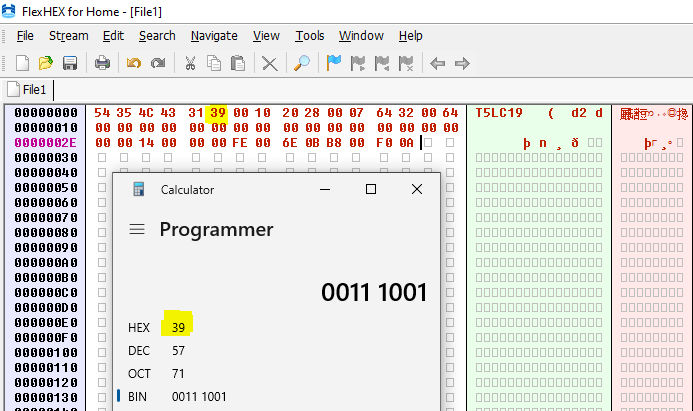 FlexHEX for Home - [File1]
File Stream Edit Search Navigate View Tools Window Help
File1
00000000 54 35 4C 43 31 39 00 10 20 28 00 07 64 32 00 64 T5LC19 ( d2 d
00000010 00 00 00 00 00 00 00 00 00 00 00 00 00 00 00 00
0000002E 00 00 14 00 00 00 FE 00 6E 0B B8 00 F0 0A þ n ¸ ð
00000030
00000040
00000050
00000060
00000070
00000080
00000090
000000A0
000000B0
000000C0
000000D0
000000E0
000000F0
00000100
00000110
00000120
00000130
Calculator
Programmer
0011 1001
HEX 39
DEC 57
OCT 71
BIN 0011 1001